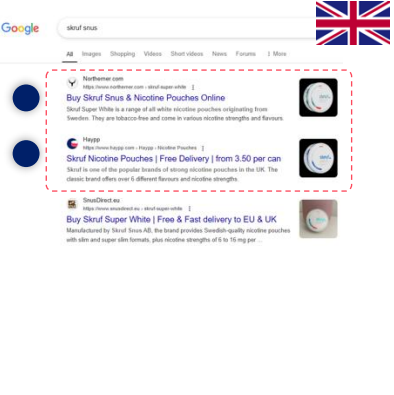 Google
skruf snus
All Images Shopping Videos Short videos News Forums More
Northerner.com
https://www.northerner.com › skruf-super-white
Buy Skruf Snus & Nicotine Pouches Online
Skruf Super White is a range of all white nicotine pouches originating from
Sweden. They are tobacco-free and come in various nicotine strengths and flavours.
Haypp
https://www.haypp.com › Haypp › Nicotine Pouches
Skruf Nicotine Pouches | Free Delivery | from 3.50 per can
Skruf is one of the popular brands of strong nicotine pouches in the UK. The
classic brand offers over 6 different flavours and nicotine strengths.
SnusDirect.eu
https://www.snusdirect.eu › skruf-super-white
Buy Skruf Super White | Free & Fast delivery to EU & UK
Manufactured by Skruf Snus AB, the brand provides Swedish-quality nicotine pouches
with slim and super slim formats, plus nicotine strengths of 6 to 16 mg per ...